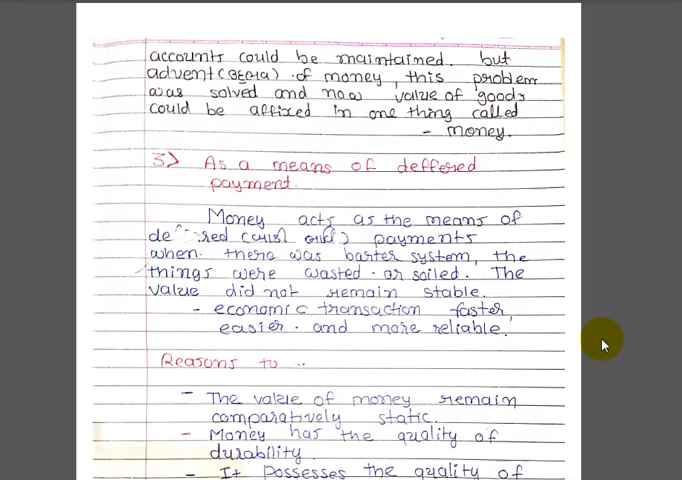 accounts could be maintained. but
advent ( ) of money, this problem
was solved and now value of goods
could be affixed in one thing called
- money.
3> As a means of deffered
payment.
Money acts as the means of
de red ( ) payments
when there was barter system, the
things were wasted or soiled. The
value did not remain stable.
- economic transaction faster,
easier and more reliable.
Reasons to ..
- The value of money remain
comparatively static.
- Money has the quality of
durability.
- It possesses the quality of